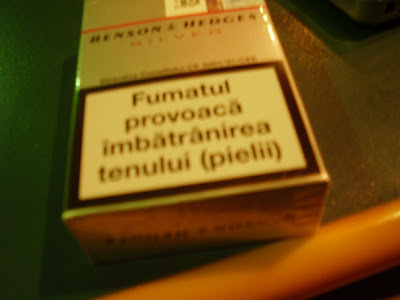 BENSON & HEDGES
SILVER
Fumatul
provoacă
îmbătrânirea
tenului (pielii)